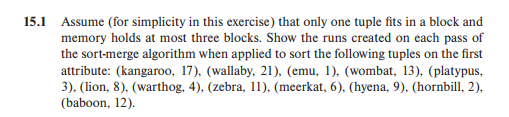 15.1 Assume (for simplicity in this exercise) that only one tuple fits in a block and
memory holds at most three blocks. Show the runs created on each pass of
the sort-merge algorithm when applied to sort the following tuples on the first
attribute: (kangaroo, 17), (wallaby, 21), (emu, 1), (wombat, 13), (platypus,
3), (lion, 8), (warthog, 4), (zebra, 11), (meerkat, 6), (hyena, 9), (hornbill, 2),
(baboon, 12).